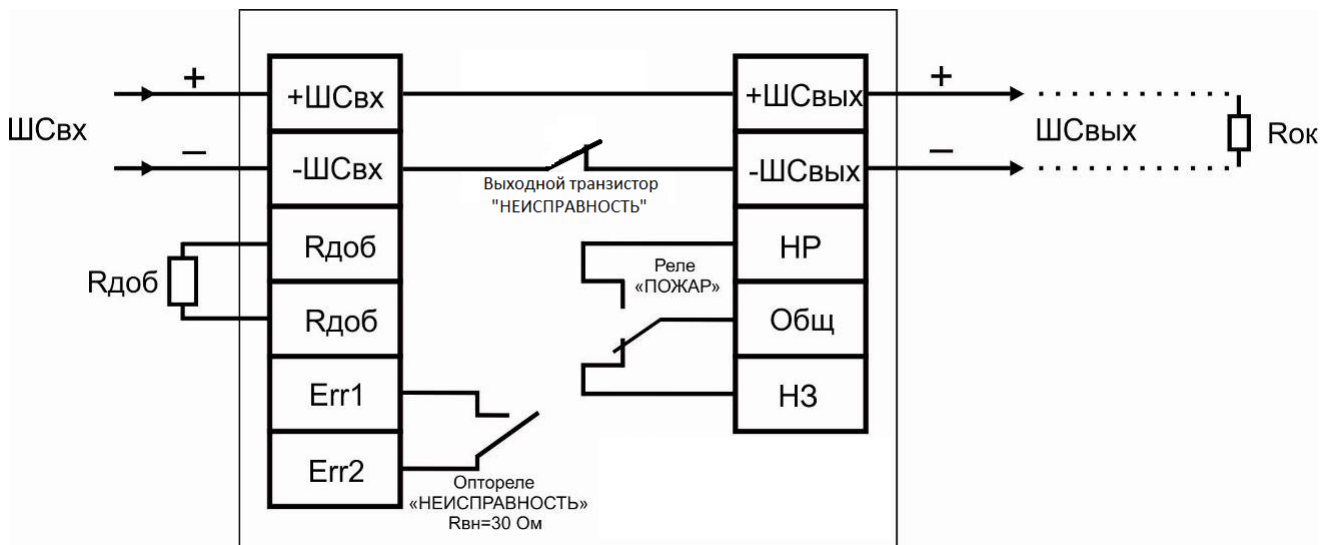 +
ШСвх
–
+ШСвх
-ШСвх
Rдоб
Rдоб
Rдоб
Err1
Err2
Выходной транзистор
"НЕИСПРАВНОСТЬ"
Реле
«ПОЖАР»
Оптореле
«НЕИСПРАВНОСТЬ»
Rвн=30 Ом
+ШСвых
-ШСвых
НР
Общ
НЗ
+
ШСвых
–
Rок